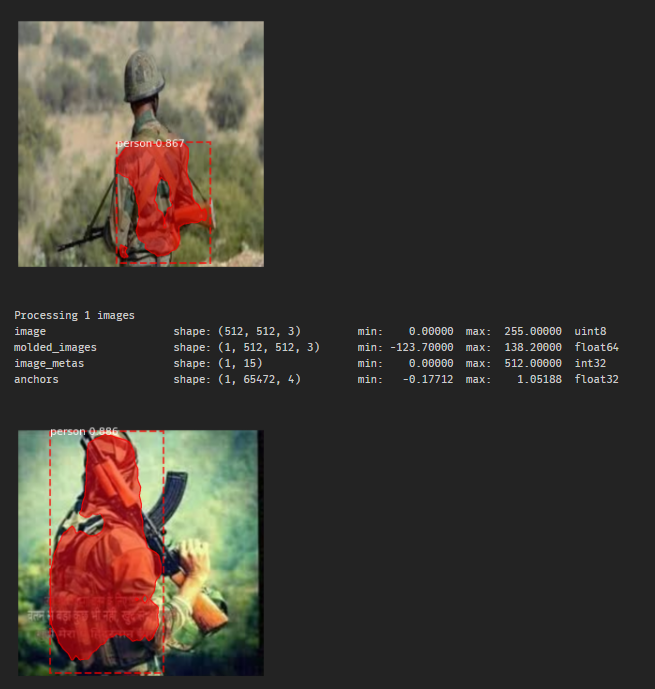 person 0.867
Processing 1 images
image shape: (512, 512, 3) min: 0.00000 max: 255.00000 uint8
molded_images shape: (1, 512, 512, 3) min: -123.70000 max: 138.20000 float64
image_metas shape: (1, 15) min: 0.00000 max: 512.00000 int32
anchors shape: (1, 65472, 4) min: -0.17712 max: 1.05188 float32
person 0.886